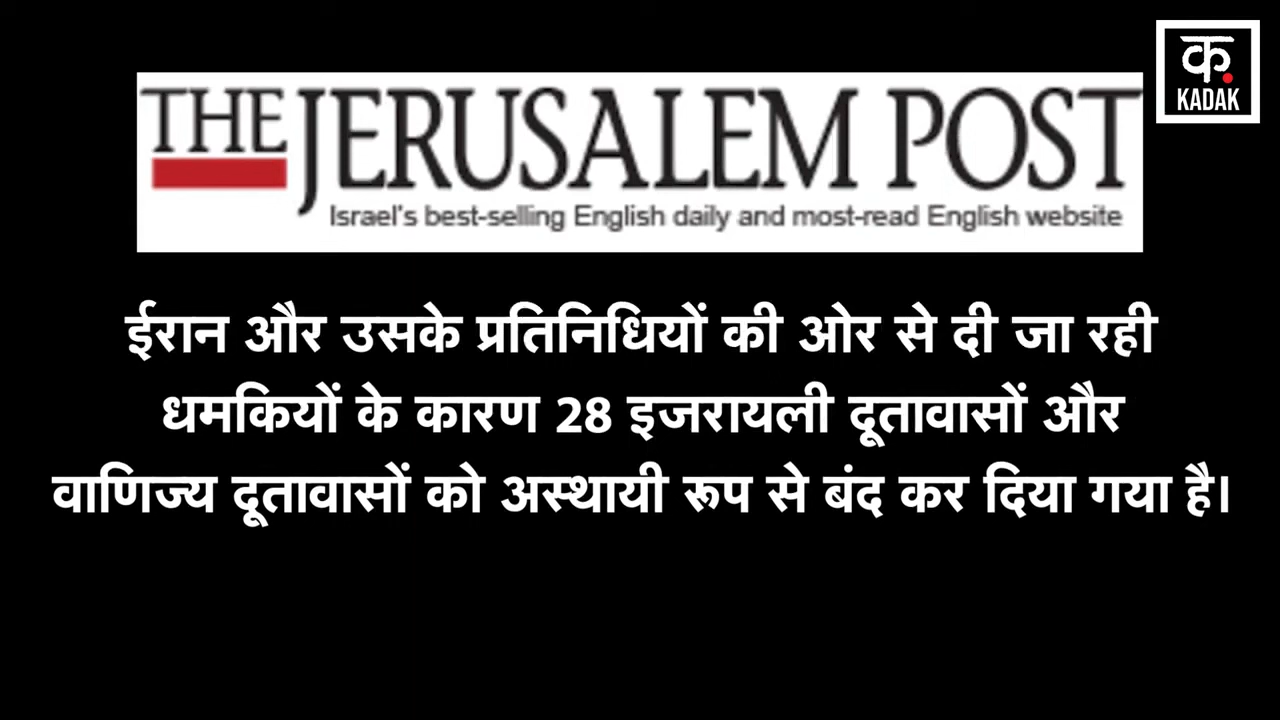 क.
KADAK
THE JERUSALEM POST
Israel's best-selling English daily and most-read English website
ईरान और उसके प्रतिनिधियों की ओर से दी जा रही
धमकियों के कारण 28 इजरायली दूतावासों और
वाणिज्य दूतावासों को अस्थायी रूप से बंद कर दिया गया है।